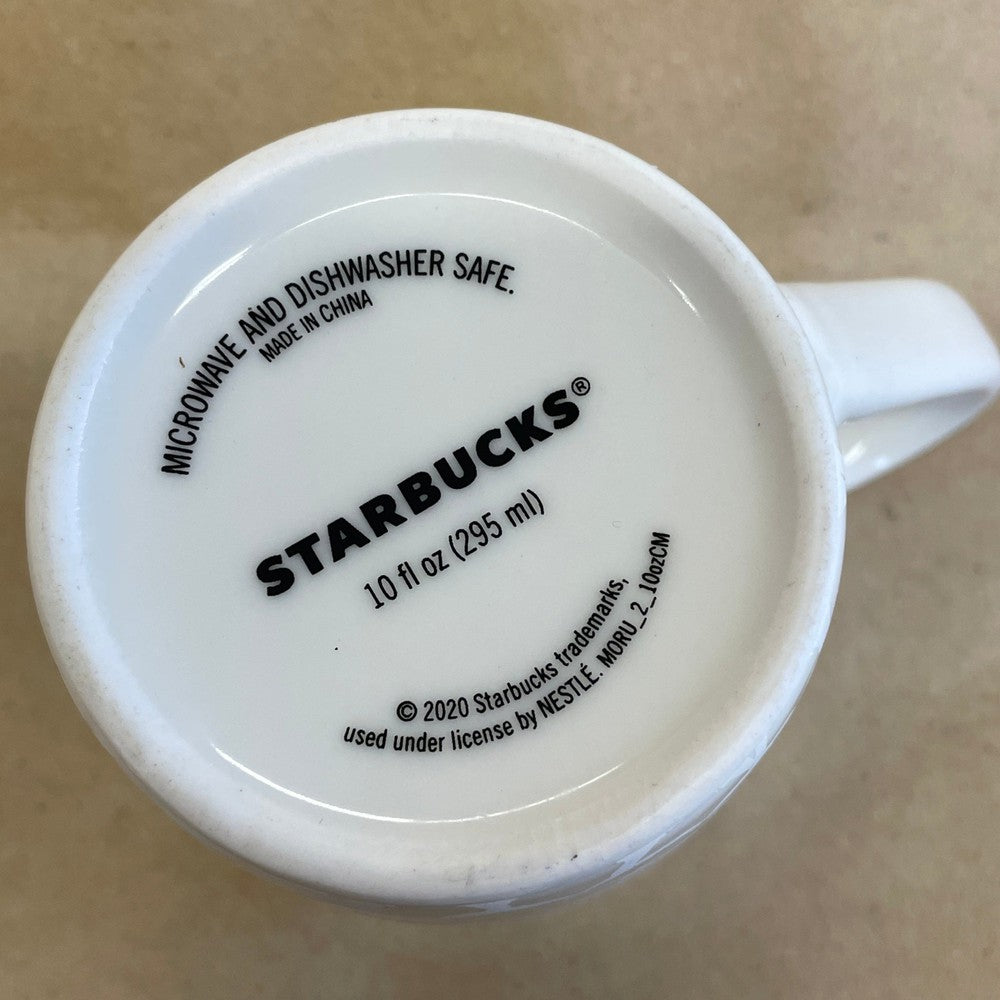 MICROWAVE AND DISHWASHER SAFE.
MADE IN CHINA
STARBUCKS®
10 fl oz (295 ml)
© 2020 Starbucks trademarks,
used under license by NESTLÉ. MORU_2_10ozCM